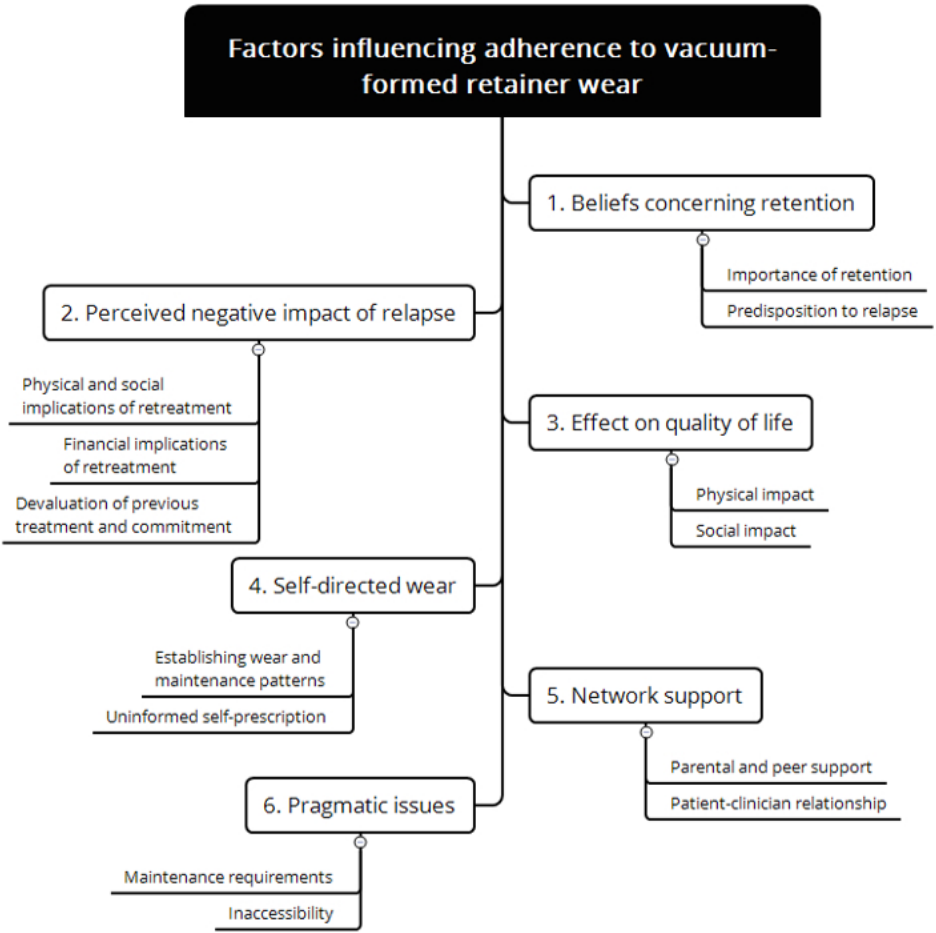 Factors influencing adherence to vacuum-
formed retainer wear
1. Beliefs concerning retention
Importance of retention
Predisposition to relapse
2. Perceived negative impact of relapse
Physical and social
implications of retreatment
Financial implications
of retreatment
Devaluation of previous
treatment and commitment
3. Effect on quality of life
Physical impact
Social impact
4. Self-directed wear
Establishing wear and
maintenance patterns
Uninformed self-prescription
5. Network support
Parental and peer support
Patient-clinician relationship
6. Pragmatic issues
Maintenance requirements
Inaccessibility